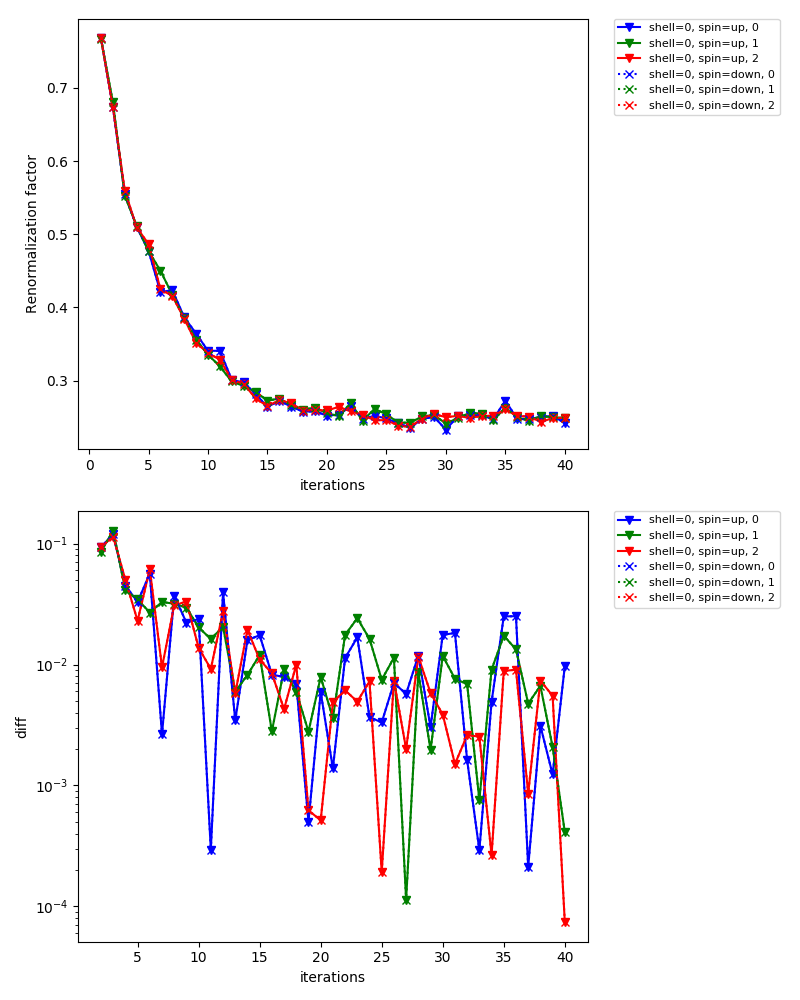 0.7
0.6
0.5
0.4
0.3
Renormalization factor
0
5
10
15
20
25
30
35
40
iterations
shell=0, spin=up, 0
shell=0, spin=up, 1
shell=0, spin=up, 2
shell=0, spin=down, 0
shell=0, spin=down, 1
shell=0, spin=down, 2
10⁻¹
10⁻²
10⁻³
10⁻⁴
diff
5
10
15
20
25
30
35
40
iterations
shell=0, spin=up, 0
shell=0, spin=up, 1
shell=0, spin=up, 2
shell=0, spin=down, 0
shell=0, spin=down, 1
shell=0, spin=down, 2